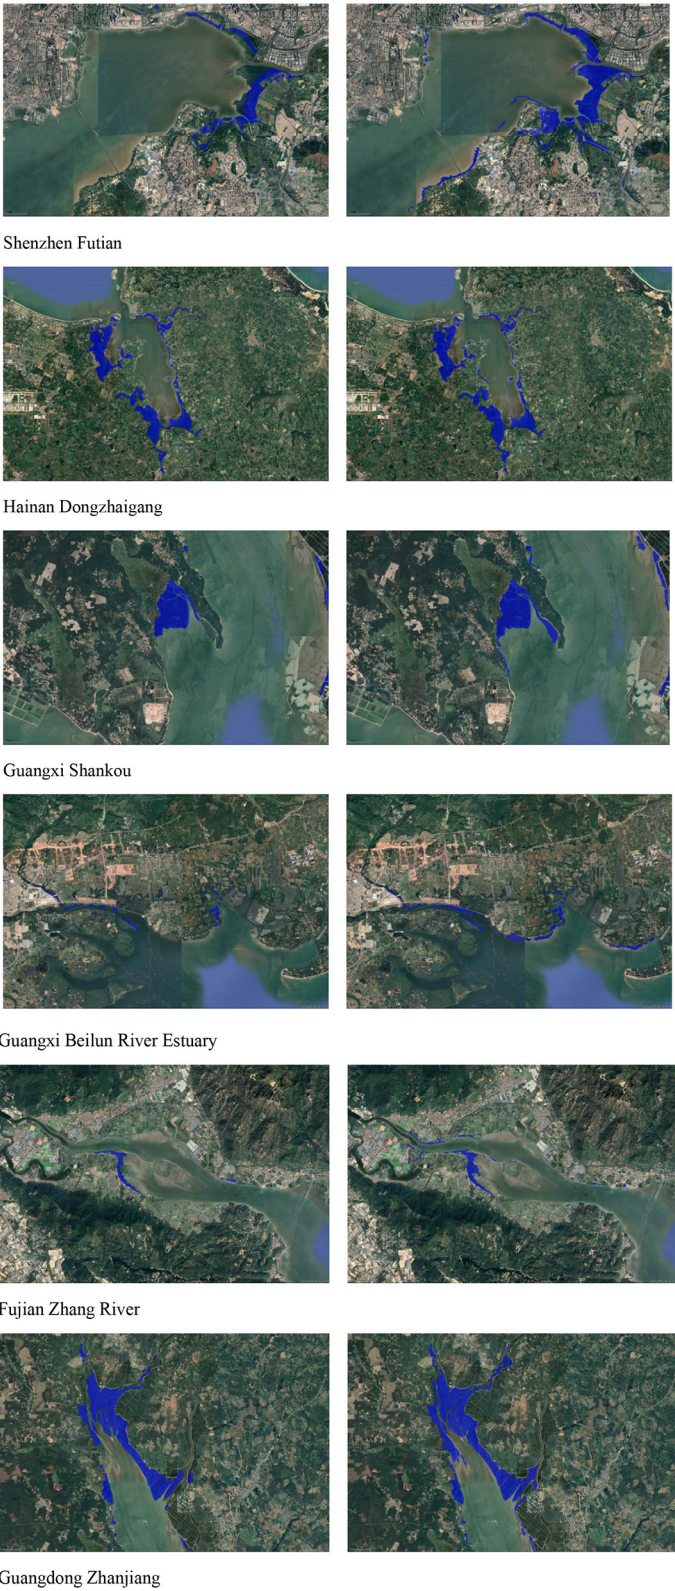 Shenzhen Futian
Hainan Dongzhaigang
Guangxi Shankou
Guangxi Beilun River Estuary
Fujian Zhang River
Guangdong Zhanjiang